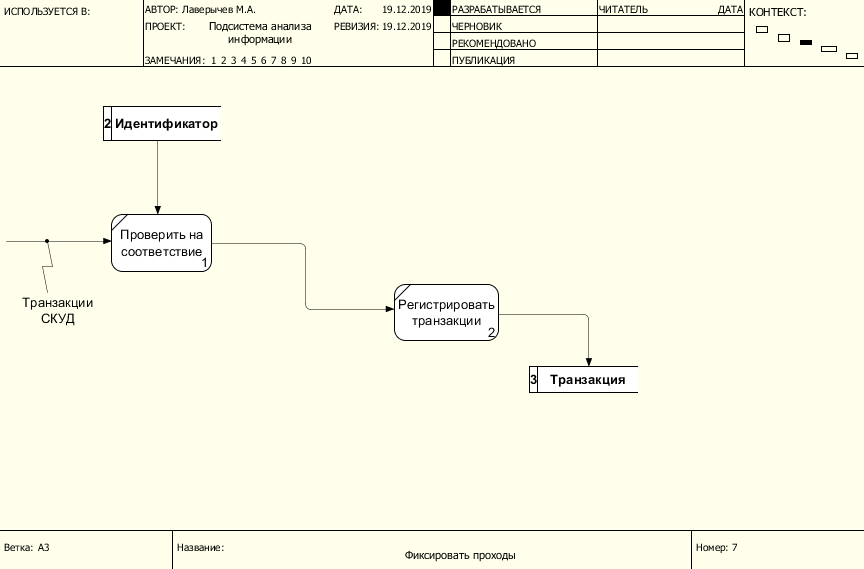 ИСПОЛЬЗУЕТСЯ В:
АВТОР: Лаверычев М.А.
ДАТА: 19.12.2019
РАЗРАБАТЫВАЕТСЯ
ЧИТАТЕЛЬ
ДАТА
КОНТЕКСТ:
ПРОЕКТ: Подсистема анализа
информации
РЕВИЗИЯ: 19.12.2019
ЧЕРНОВИК
РЕКОМЕНДОВАНО
ЗАМЕЧАНИЯ: 1 2 3 4 5 6 7 8 9 10
ПУБЛИКАЦИЯ
2 Идентификатор
Проверить на
соответствие
1
Транзакции
СКУД
Регистрировать
транзакции
2
3 Транзакция
Ветка: A3
Название:
Фиксировать проходы
Номер: 7